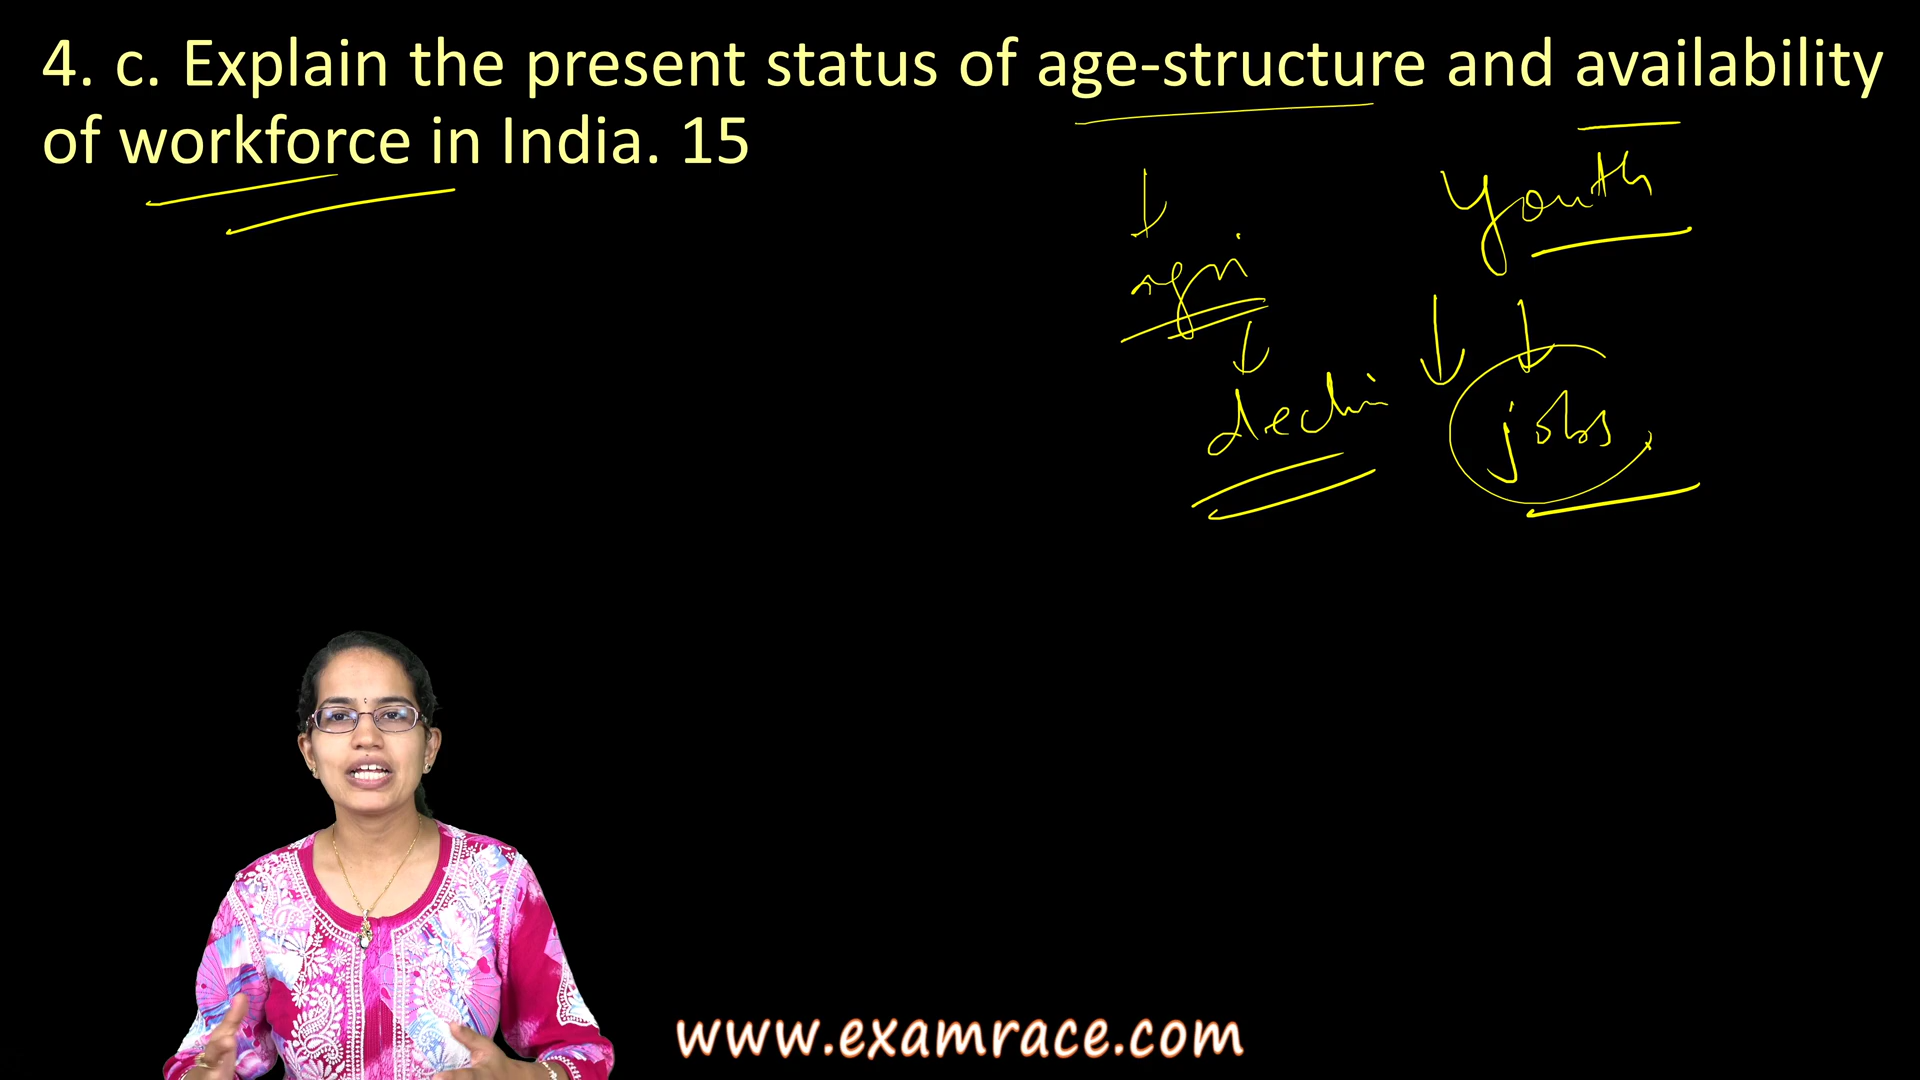 4. c. Explain the present status of age-structure and availability
of workforce in India. 15
youth
agri
jobs
www.examrace.com